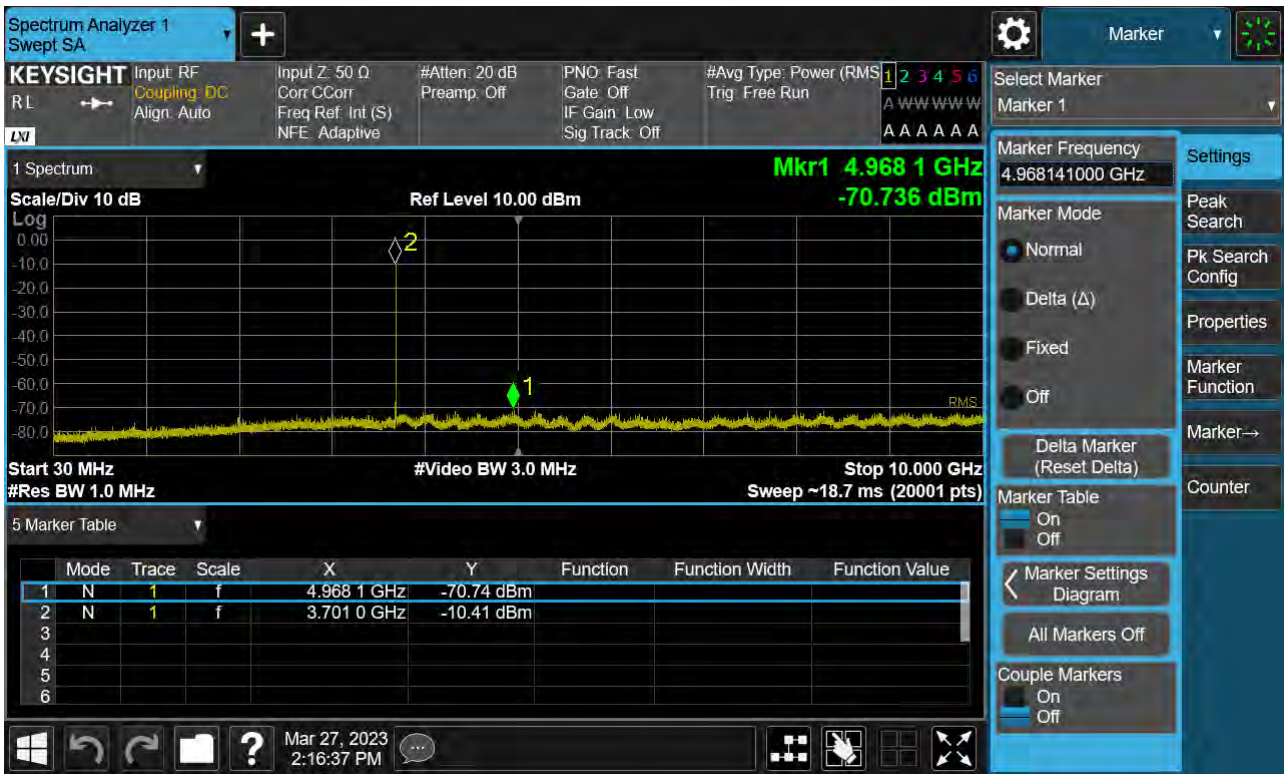 Spectrum Analyzer 1
Swept SA
Marker
KEYSIGHT
RL
LXI
Input: RF
Coupling: DC
Align: Auto
Input Z: 50 Ω
Corr CCorr
Freq Ref: Int (S)
NFE: Adaptive
#Atten: 20 dB
Preamp: Off
PNO: Fast
Gate: Off
IF Gain: Low
Sig Track: Off
#Avg Type: Power (RMS
Trig: Free Run
1 2 3 4 5 6
A W W W W W
A A A A A A
Select Marker
Marker 1
1 Spectrum
Mkr1 4.968 1 GHz
-70.736 dBm
Scale/Div 10 dB
Ref Level 10.00 dBm
Log
0.00
-10.0
-20.0
-30.0
-40.0
-50.0
-60.0
-70.0
-80.0
2
1
RMS
Start 30 MHz
#Video BW 3.0 MHz
Stop 10.000 GHz
#Res BW 1.0 MHz
Sweep ~18.7 ms (20001 pts)
5 Marker Table
Mode Trace Scale X Y Function Function Width Function Value
1 N 1 f 4.968 1 GHz -70.74 dBm
2 N 1 f 3.701 0 GHz -10.41 dBm
3
4
5
6
Marker Frequency
4.968141000 GHz
Marker Mode
Normal
Delta (Δ)
Fixed
Off
Delta Marker
(Reset Delta)
Marker Table
On
Off
Marker Settings
Diagram
All Markers Off
Couple Markers
On
Off
Settings
Peak
Search
Pk Search
Config
Properties
Marker
Function
Marker→
Counter
Mar 27, 2023
2:16:37 PM